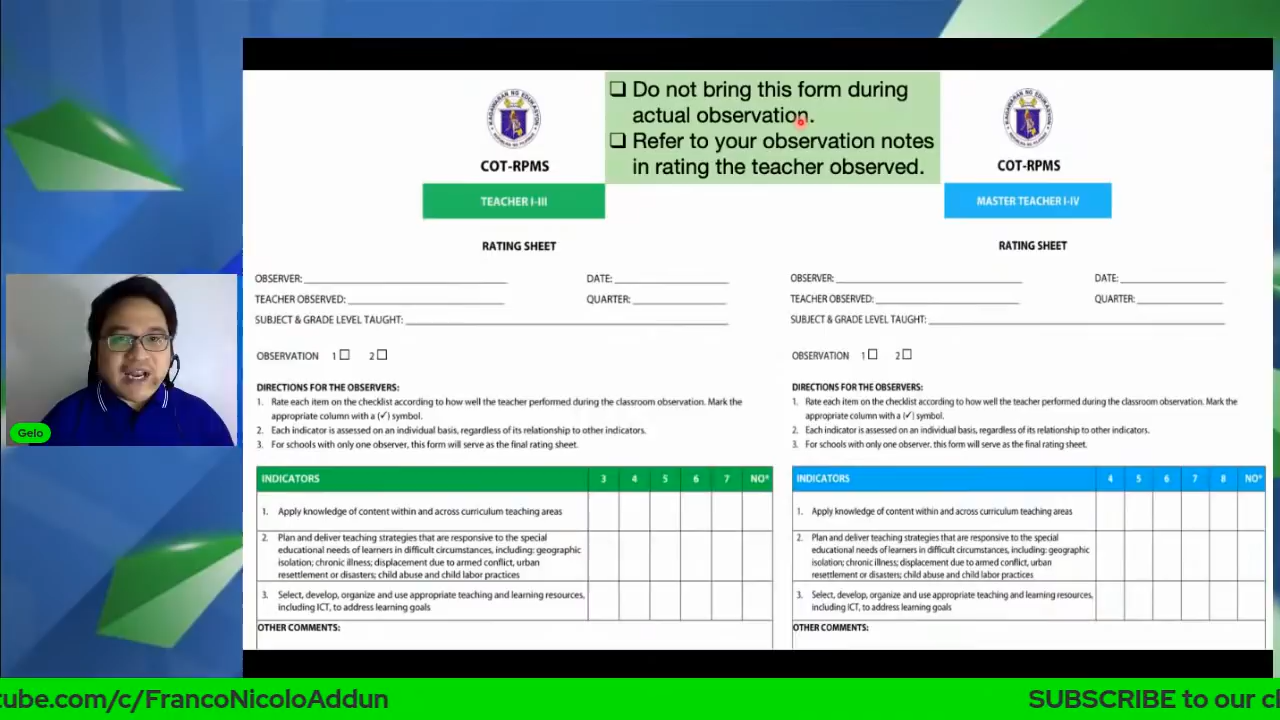 Do not bring this form during
actual observation.
Refer to your observation notes
in rating the teacher observed.
COT-RPMS
TEACHER I-III
RATING SHEET
OBSERVER:
DATE:
TEACHER OBSERVED:
QUARTER:
SUBJECT & GRADE LEVEL TAUGHT:
OBSERVATION 1 2
DIRECTIONS FOR THE OBSERVERS:
1. Rate each item on the checklist according to how well the teacher performed during the classroom observation. Mark the
appropriate column with a (✓) symbol.
2. Each indicator is assessed on an individual basis, regardless of its relationship to other indicators.
3. For schools with only one observer, this form will serve as the final rating sheet.
INDICATORS 3 4 5 6 7 NO*
1. Apply knowledge of content within and across curriculum teaching areas
2. Plan and deliver teaching strategies that are responsive to the special
educational needs of learners in difficult circumstances, including: geographic
isolation; chronic illness; displacement due to armed conflict, urban
resettlement or disasters; child abuse and child labor practices
3. Select, develop, organize and use appropriate teaching and learning resources,
including ICT, to address learning goals
OTHER COMMENTS:
COT-RPMS
MASTER TEACHER I-IV
RATING SHEET
OBSERVER:
DATE:
TEACHER OBSERVED:
QUARTER:
SUBJECT & GRADE LEVEL TAUGHT:
OBSERVATION 1 2
DIRECTIONS FOR THE OBSERVERS:
1. Rate each item on the checklist according to how well the teacher performed during the classroom observation. Mark the
appropriate column with a (✓) symbol.
2. Each indicator is assessed on an individual basis, regardless of its relationship to other indicators.
3. For schools with only one observer, this form will serve as the final rating sheet.
INDICATORS 4 5 6 7 8 NO*
1. Apply knowledge of content within and across curriculum teaching areas
2. Plan and deliver teaching strategies that are responsive to the special
educational needs of learners in difficult circumstances, including: geographic
isolation; chronic illness; displacement due to armed conflict, urban
resettlement or disasters; child abuse and child labor practices
3. Select, develop, organize and use appropriate teaching and learning resources,
including ICT, to address learning goals
OTHER COMMENTS:
Gelo
tube.com/c/FrancoNicoloAddun
SUBSCRIBE to our cl